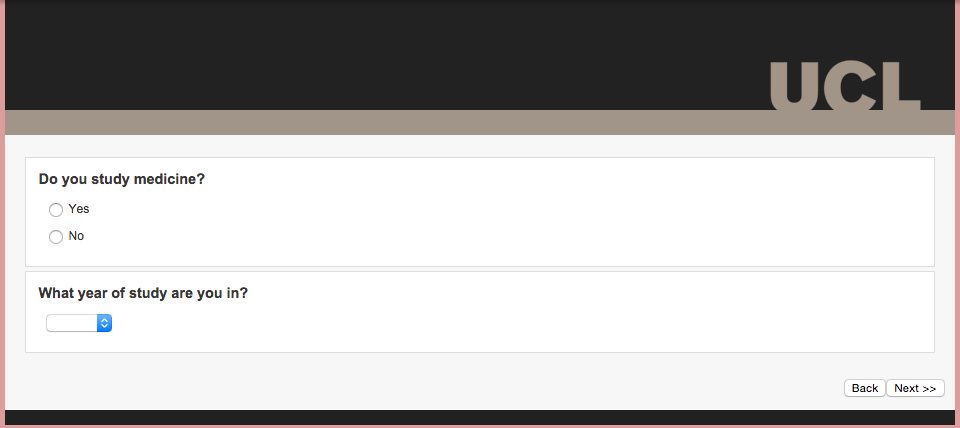 UCL
Do you study medicine?
Yes
No
What year of study are you in?
Back Next >>